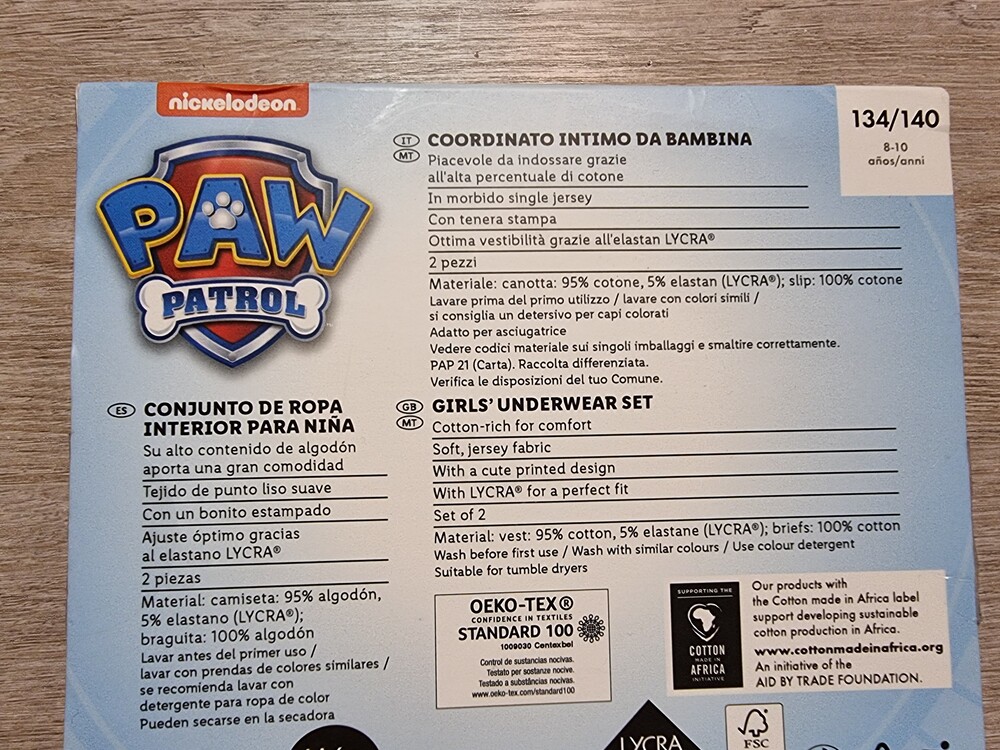 nickelodeon
PAW
PATROL
134/140
8-10
años/anni
IT
MT
COORDINATO INTIMO DA BAMBINA
Piacevole da indossare grazie
all'alta percentuale di cotone
In morbido single jersey
Con tenera stampa
Ottima vestibilità grazie all'elastan LYCRA®
2 pezzi
Materiale: canotta: 95% cotone, 5% elastan (LYCRA®); slip: 100% cotone
Lavare prima del primo utilizzo / lavare con colori simili /
si consiglia un detersivo per capi colorati
Adatto per asciugatrice
Vedere codici materiale sui singoli imballaggi e smaltire correttamente.
PAP 21 (Carta). Raccolta differenziata.
Verifica le disposizioni del tuo Comune.
ES
CONJUNTO DE ROPA
INTERIOR PARA NIÑA
Su alto contenido de algodón
aporta una gran comodidad
Tejido de punto liso suave
Con un bonito estampado
Ajuste óptimo gracias
al elastano LYCRA®
2 piezas
Material: camiseta: 95% algodón,
5% elastano (LYCRA®);
braguita: 100% algodón
Lavar antes del primer uso /
lavar con prendas de colores similares /
se recomienda lavar con
detergente para ropa de color
Pueden secarse en la secadora
GB
MT
GIRLS' UNDERWEAR SET
Cotton-rich for comfort
Soft, jersey fabric
With a cute printed design
With LYCRA® for a perfect fit
Set of 2
Material: vest: 95% cotton, 5% elastane (LYCRA®); briefs: 100% cotton
Wash before first use / Wash with similar colours / Use colour detergent
Suitable for tumble dryers
OEKO-TEX®
CONFIDENCE IN TEXTILES
STANDARD 100
1009030 Centexbel
Control de sustancias nocivas.
Testato per sostanze nocive.
Testado a substâncias nocivas.
www.oeko-tex.com/standard100
SUPPORTING THE
COTTON
MADE IN
AFRICA
INITIATIVE
Our products with
the Cotton made in Africa label
support developing sustainable
cotton production in Africa.
www.cottonmadeinafrica.org
An initiative of the
AID BY TRADE FOUNDATION.
LYCRA
FSC